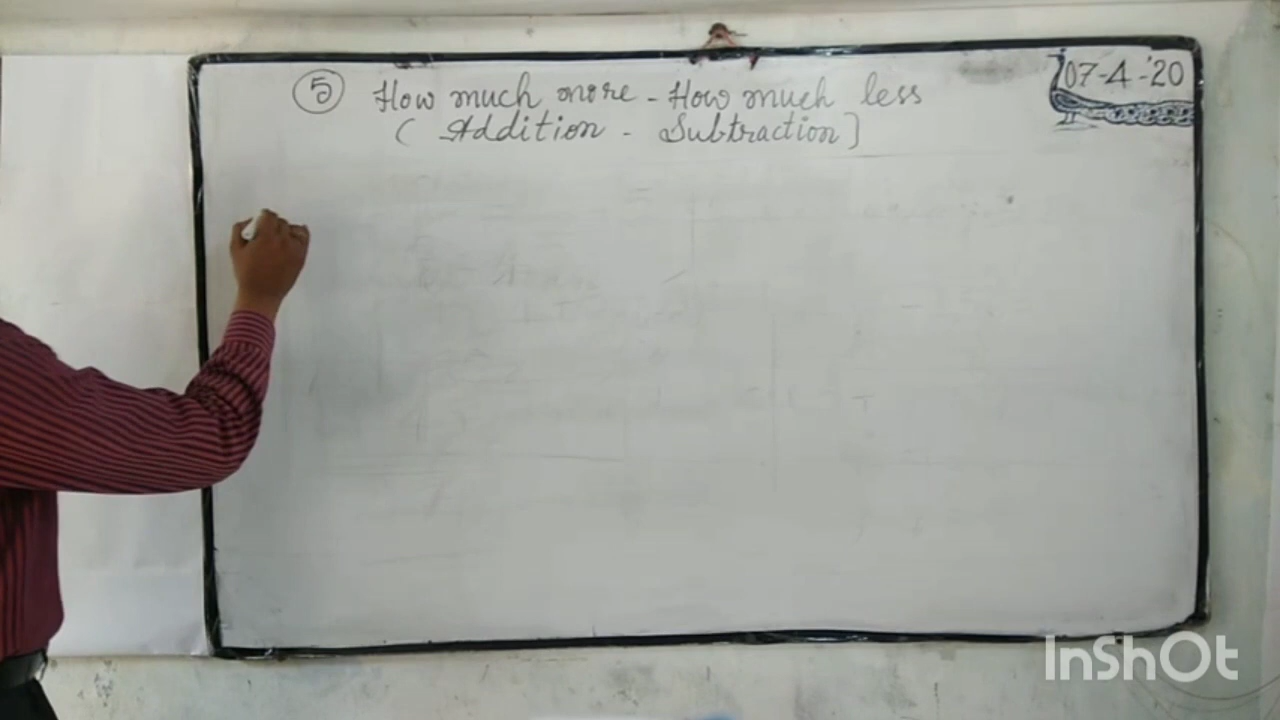 ⑤ How much more - How much less
( Addition - Subtraction )
07-4-'20
InShOt